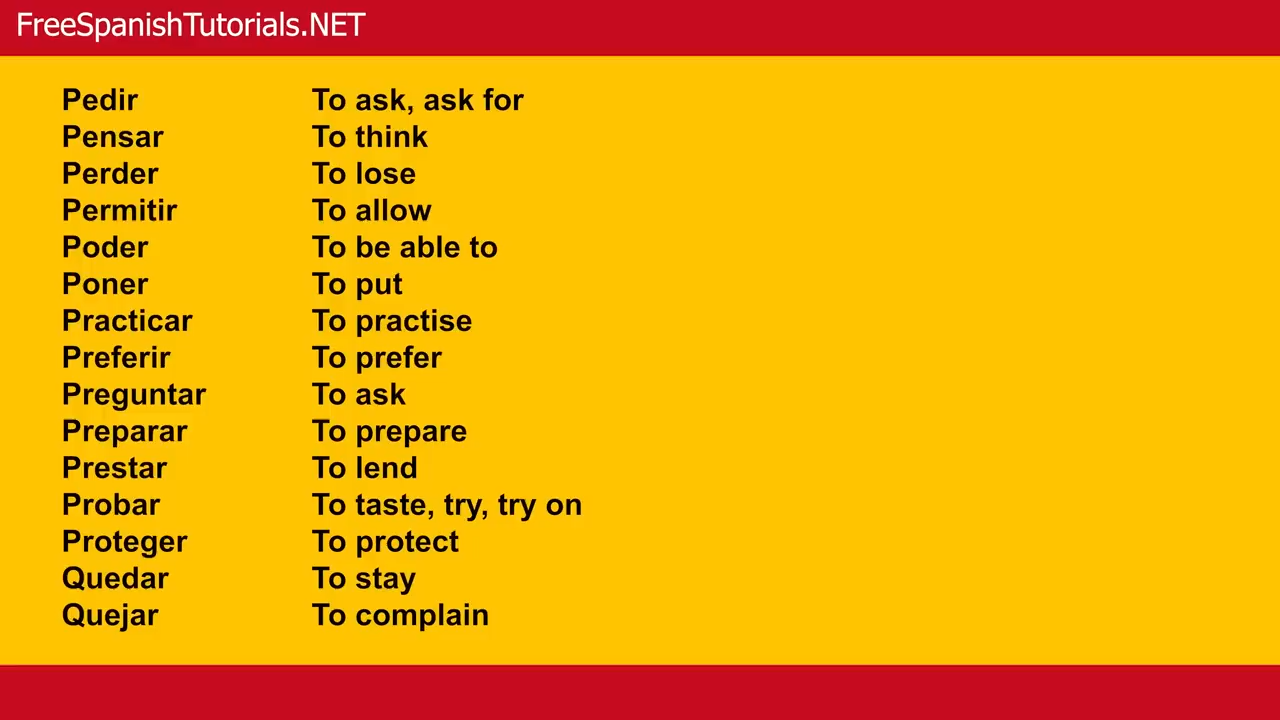 FreeSpanishTutorials.NET
Pedir To ask, ask for
Pensar To think
Perder To lose
Permitir To allow
Poder To be able to
Poner To put
Practicar To practise
Preferir To prefer
Preguntar To ask
Preparar To prepare
Prestar To lend
Probar To taste, try, try on
Proteger To protect
Quedar To stay
Quejar To complain